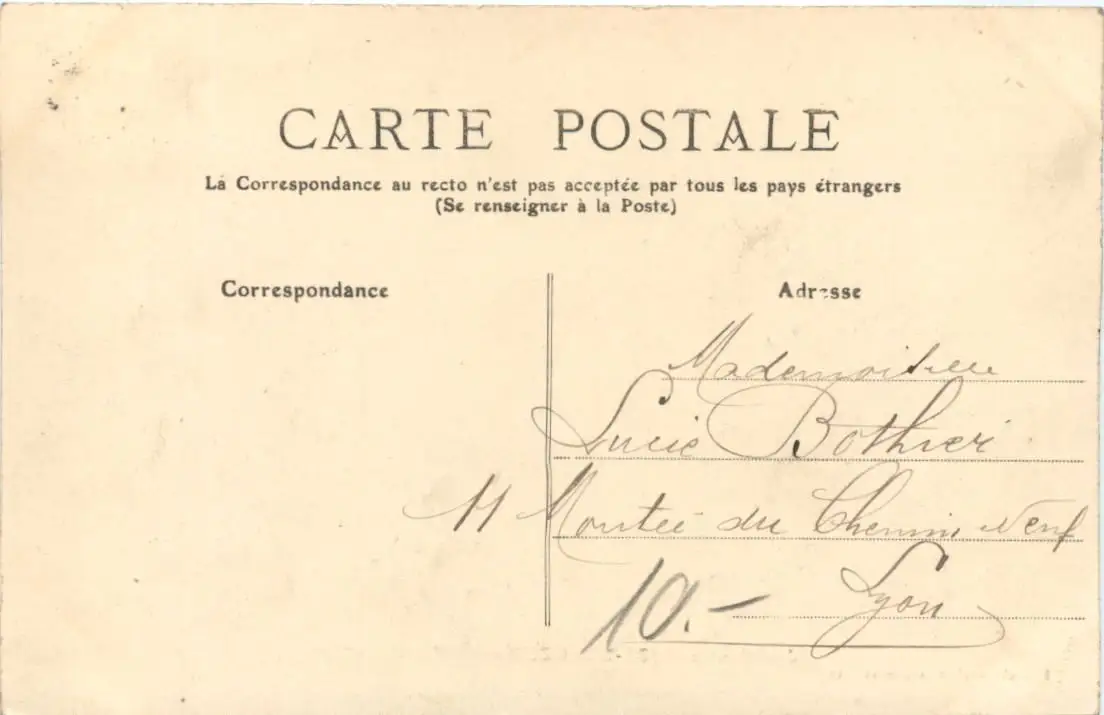 CARTE POSTALE
La Correspondance au recto n'est pas acceptée par tous les pays étrangers
(Se renseigner à la Poste)
Correspondance
Adresse
Mademoiselle
Lucie Bothier
11 Montée du Chemin Neuf
Lyon
10.-